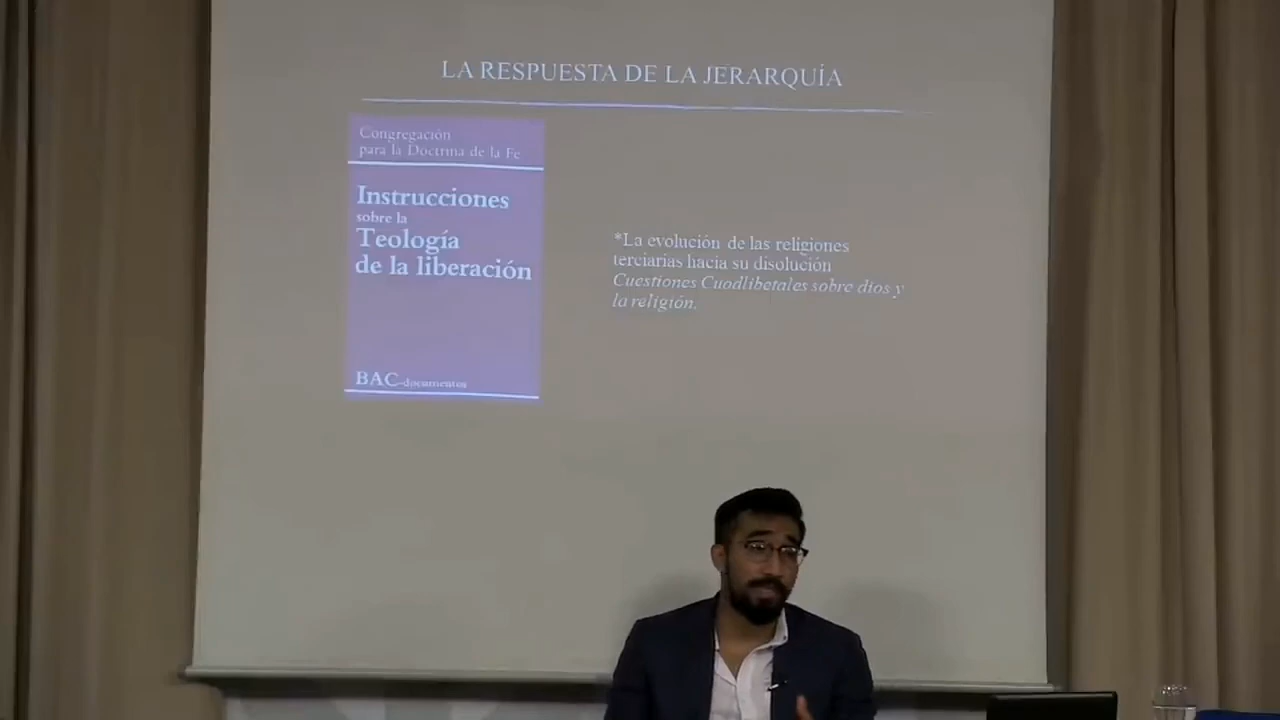 LA RESPUESTA DE LA JERARQUÍA
Congregación
para la Doctrina de la Fe
Instrucciones
sobre la
Teología
de la liberación
BAC-documentos
*La evolución de las religiones
terciarias hacia su disolución
Cuestiones Cuodlibetales sobre dios y
la religión.